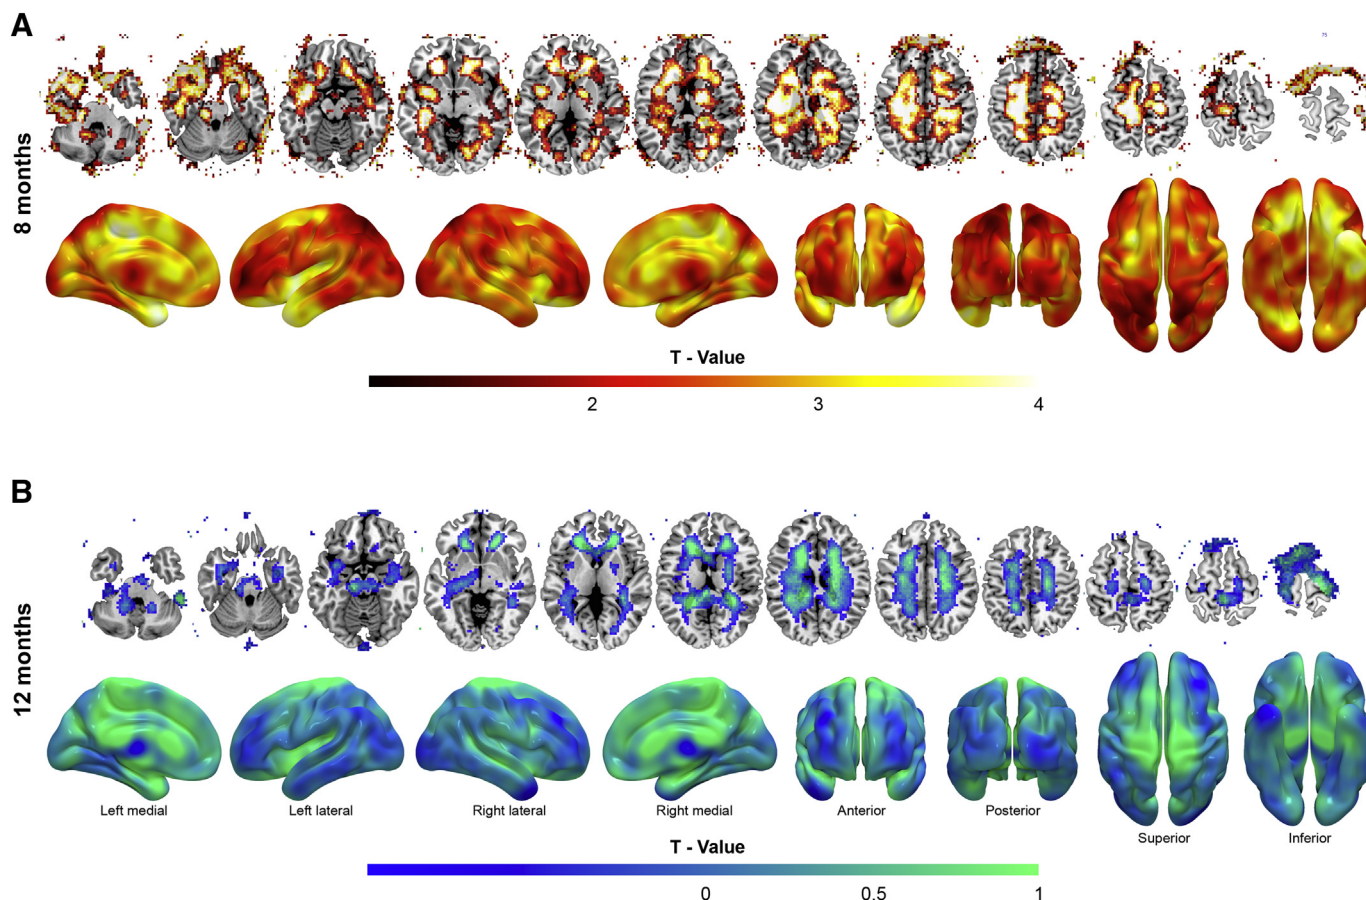 A
8 months
T - Value
2 3 4
B
12 months
Left medial Left lateral Right lateral Right medial Anterior Posterior
Superior Inferior
T - Value
0 0.5 1